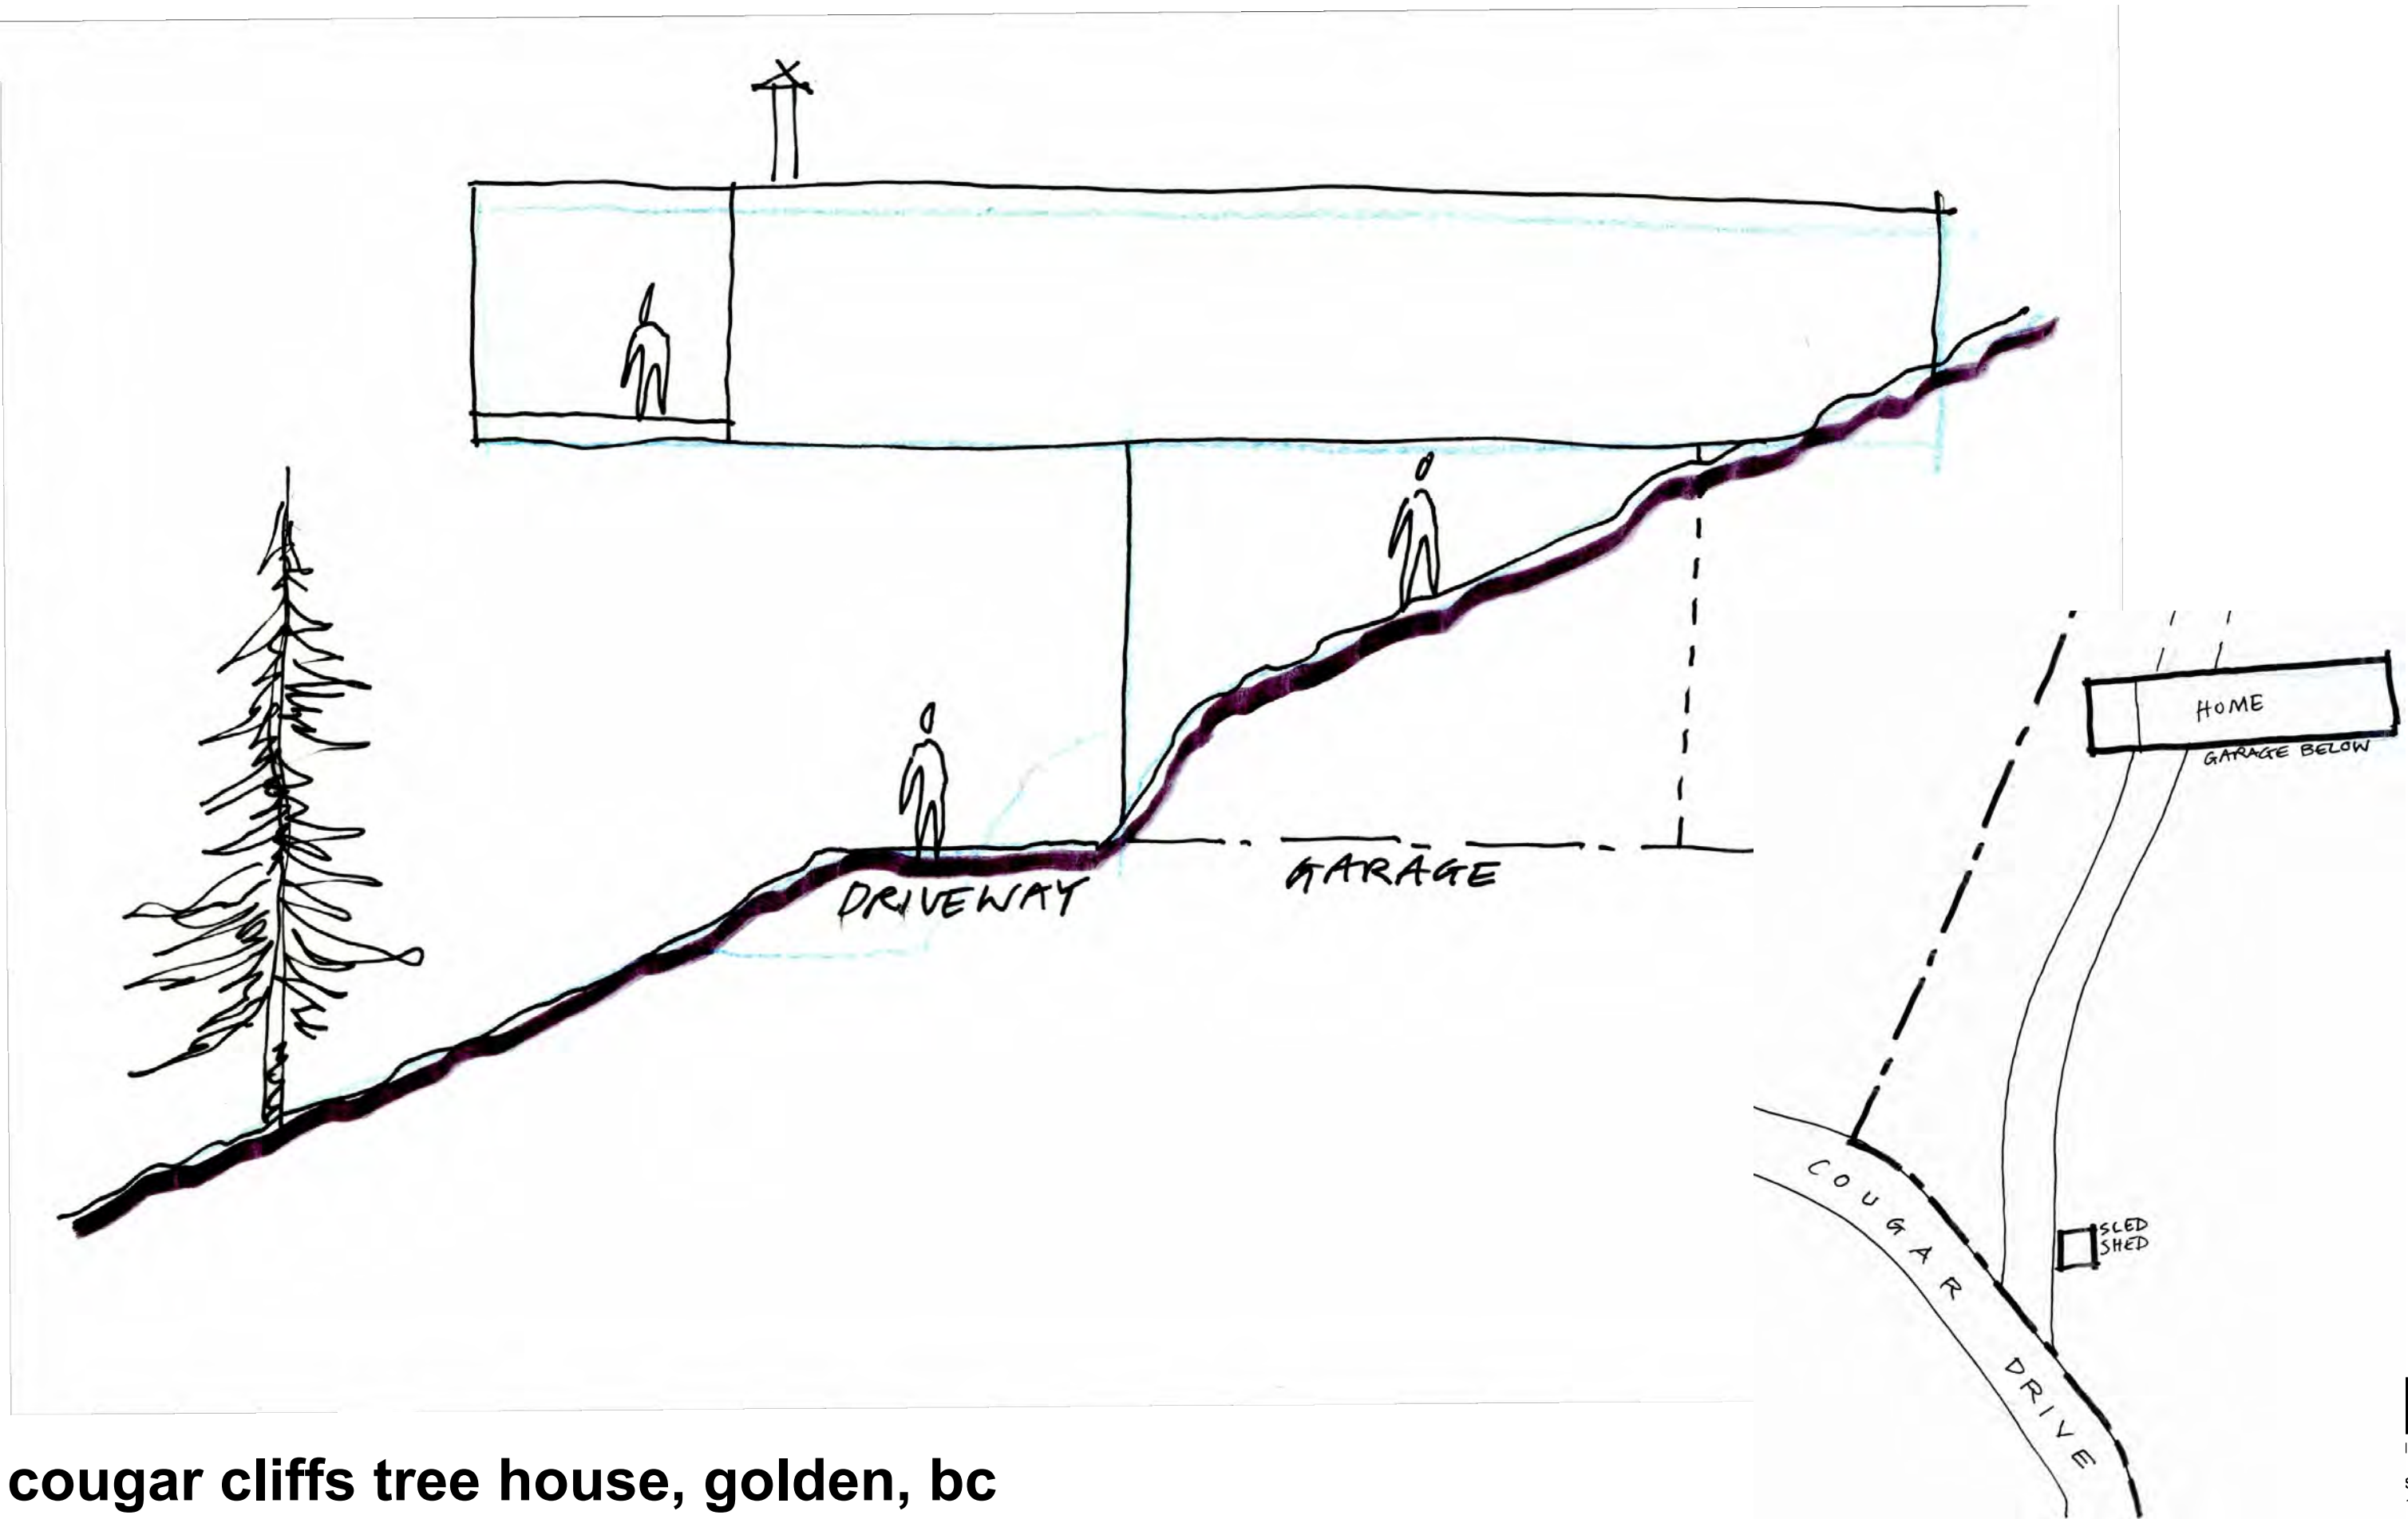 DRIVEWAY
GARAGE
HOME
GARAGE BELOW
COUGAR DRIVE
SLED
SHED
cougar cliffs tree house, golden, bc